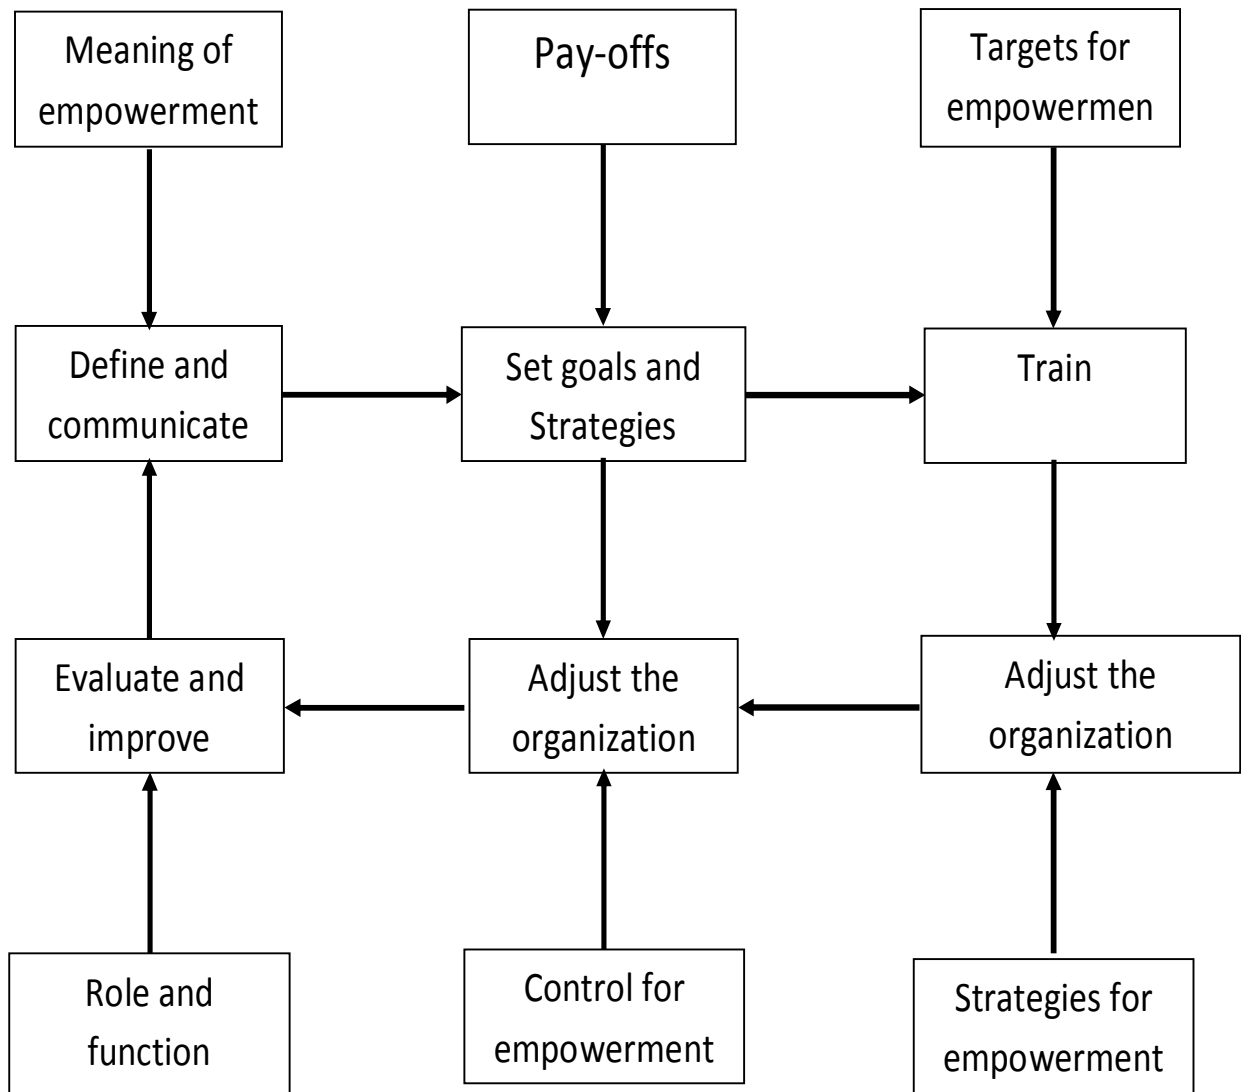 Meaning of
empowerment
Pay-offs
Targets for
empowermen
Define and
communicate
Set goals and
Strategies
Train
Evaluate and
improve
Adjust the
organization
Adjust the
organization
Role and
function
Control for
empowerment
Strategies for
empowerment